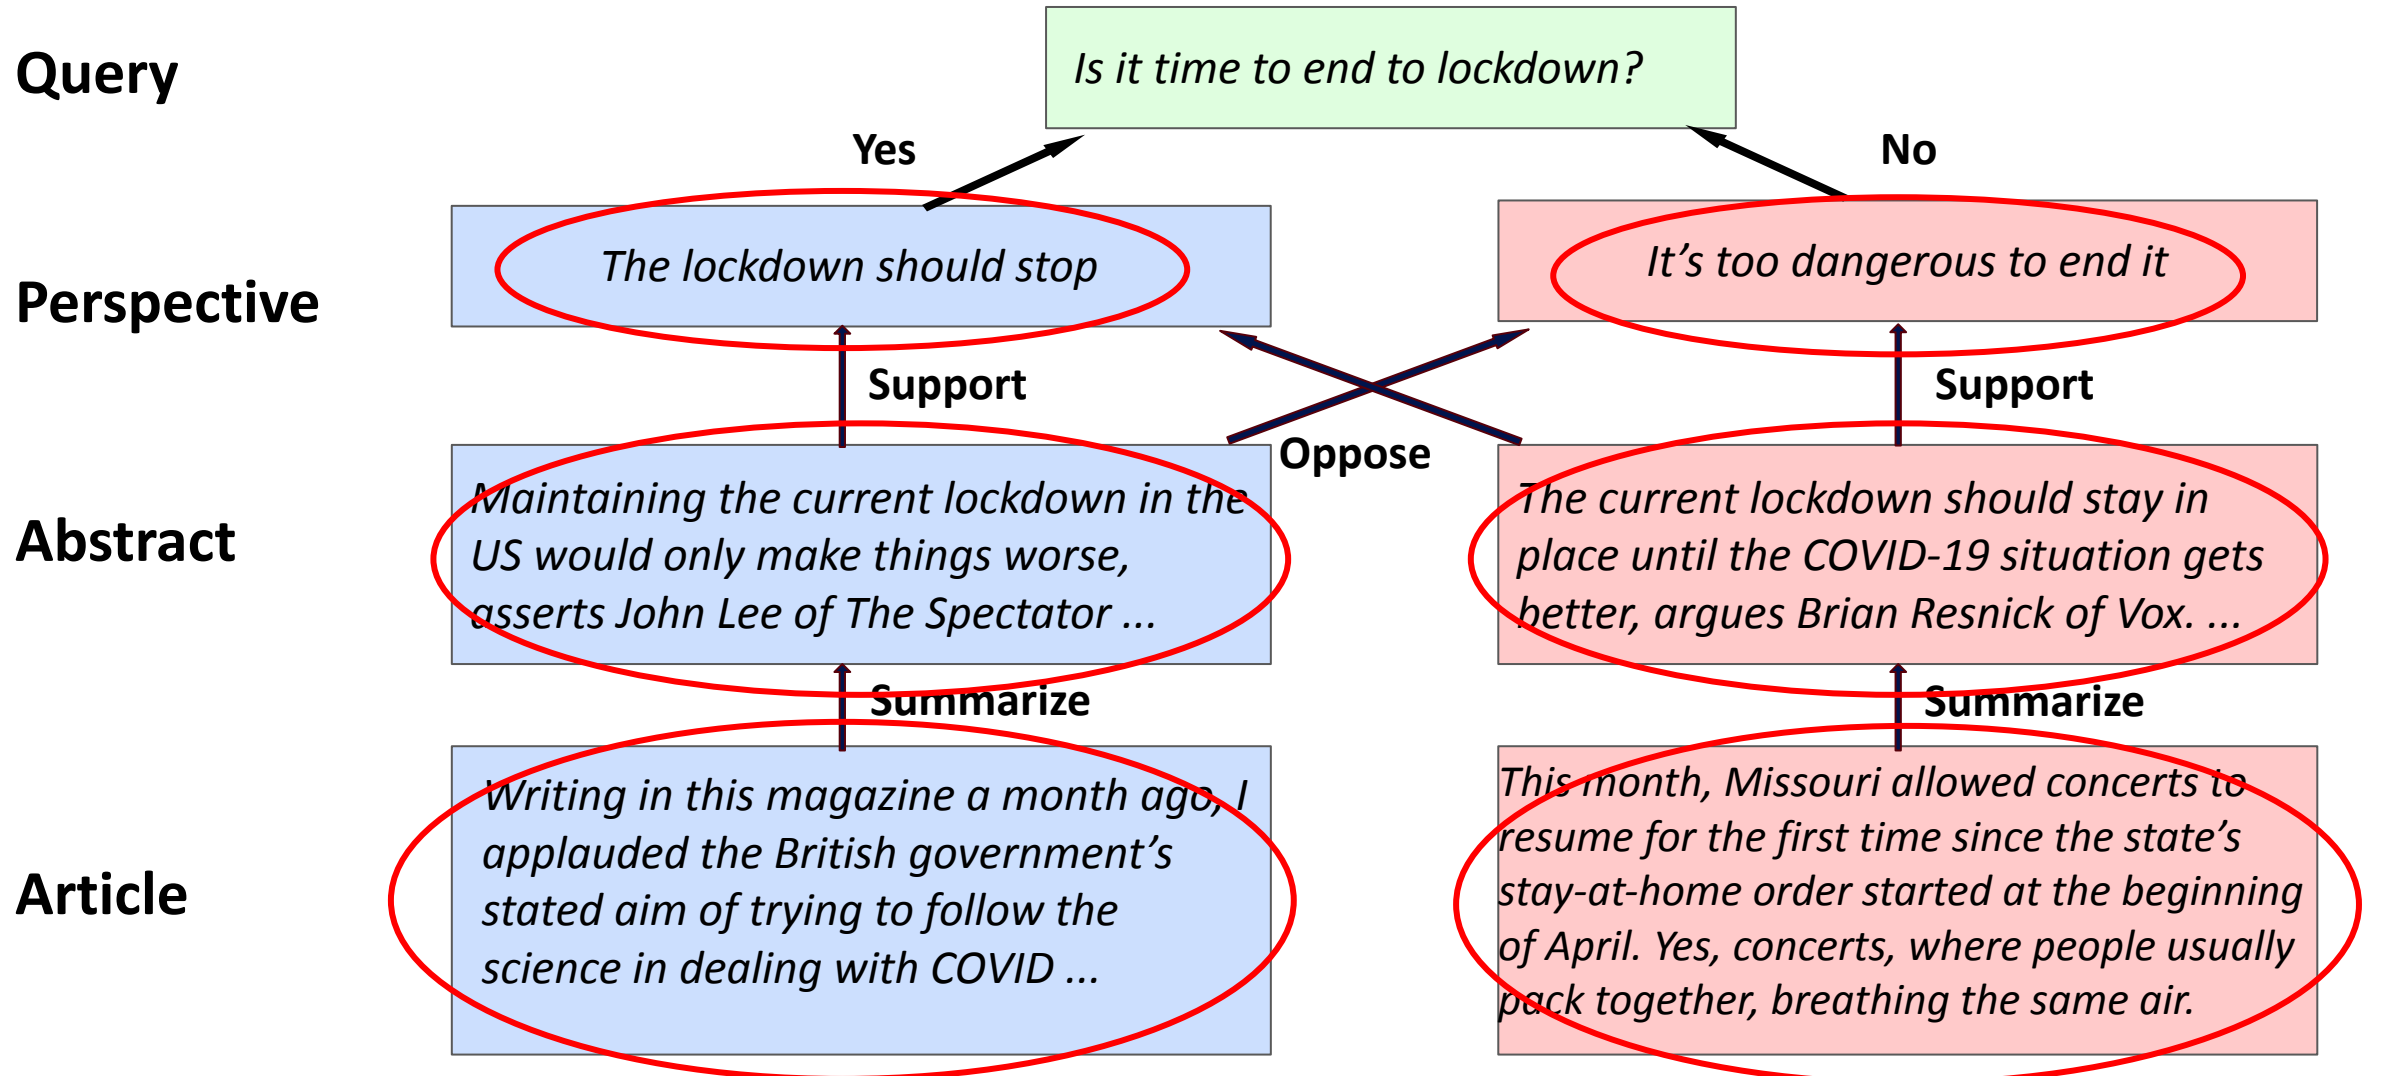 Query
Is it time to end to lockdown?
Yes
No
Perspective
The lockdown should stop
It’s too dangerous to end it
Support
Support
Oppose
Abstract
Maintaining the current lockdown in the
US would only make things worse,
asserts John Lee of The Spectator ...
The current lockdown should stay in
place until the COVID-19 situation gets
better, argues Brian Resnick of Vox. ...
Summarize
Summarize
Article
Writing in this magazine a month ago, I
applauded the British government’s
stated aim of trying to follow the
science in dealing with COVID ...
This month, Missouri allowed concerts to
resume for the first time since the state’s
stay-at-home order started at the beginning
of April. Yes, concerts, where people usually
pack together, breathing the same air.